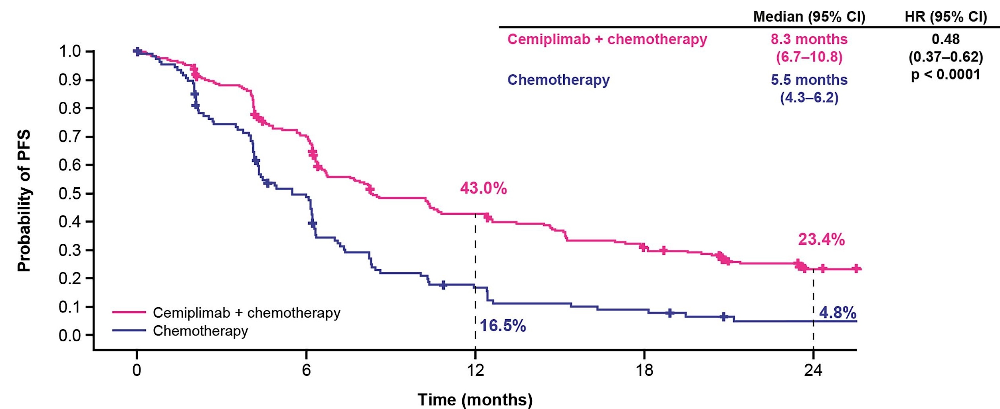 Median (95% CI) HR (95% CI)
Cemiplimab + chemotherapy 8.3 months 0.48
(6.7–10.8) (0.37–0.62)
p < 0.0001
Chemotherapy 5.5 months
(4.3–6.2)
Probability of PFS
1.0
0.9
0.8
0.7
0.6
0.5
0.4
0.3
0.2
0.1
0.0
43.0%
23.4%
16.5%
4.8%
Cemiplimab + chemotherapy
Chemotherapy
0 6 12 18 24
Time (months)